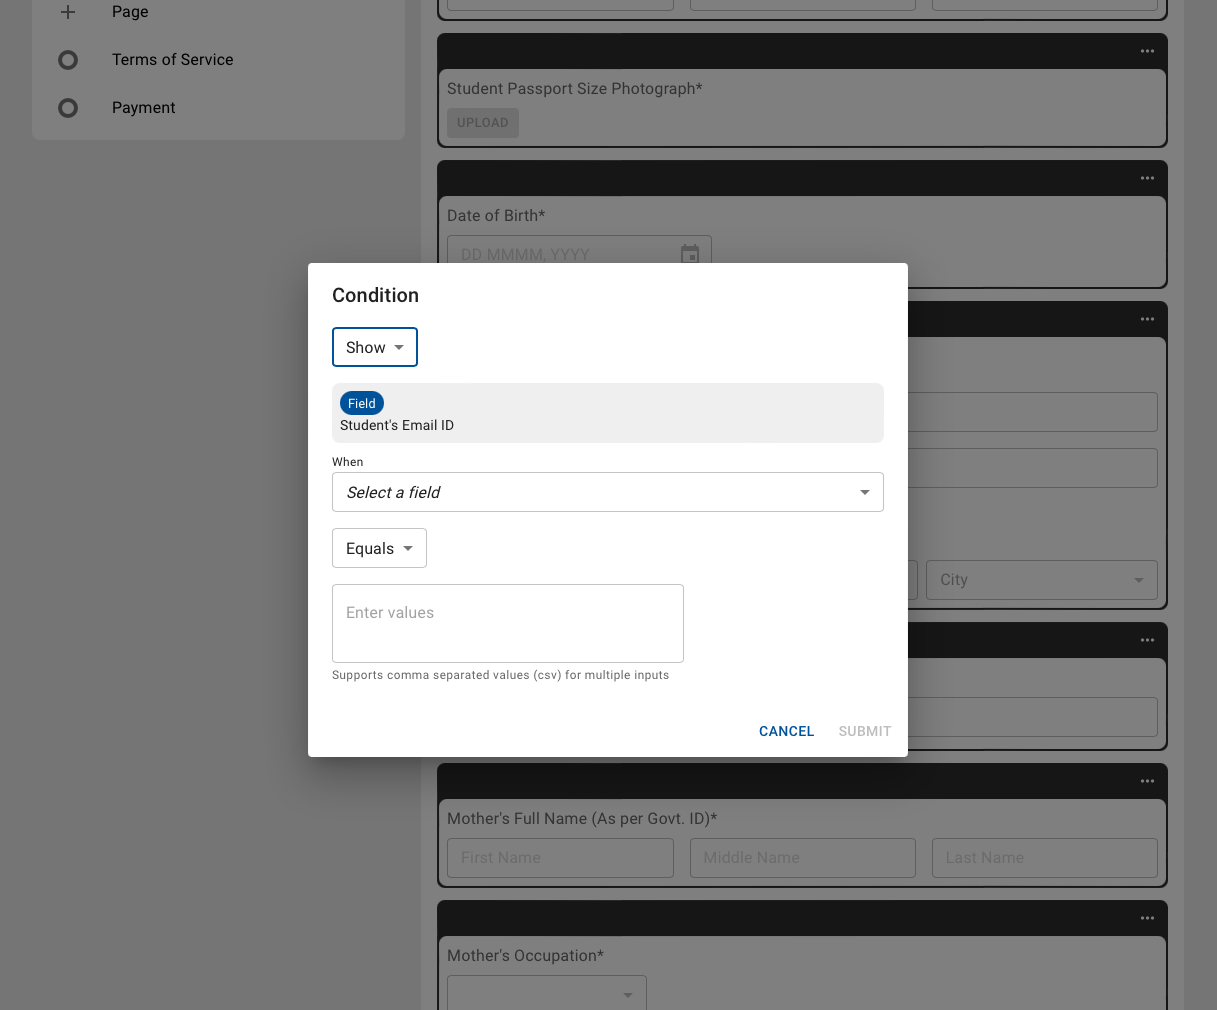 Page
Terms of Service
Payment
Student Passport Size Photograph*
UPLOAD
Date of Birth*
DD MMMM, YYYY
Condition
Show
Field
Student's Email ID
When
Select a field
Equals
Enter values
Supports comma separated values (csv) for multiple inputs
CANCEL SUBMIT
City
Mother's Full Name (As per Govt. ID)*
First Name Middle Name Last Name
Mother's Occupation*